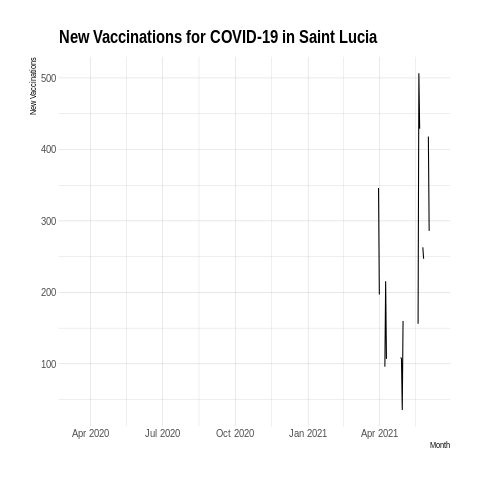 New Vaccinations for COVID-19 in Saint Lucia
New Vaccinations
500
400
300
200
100
Apr 2020 Jul 2020 Oct 2020 Jan 2021 Apr 2021
Month